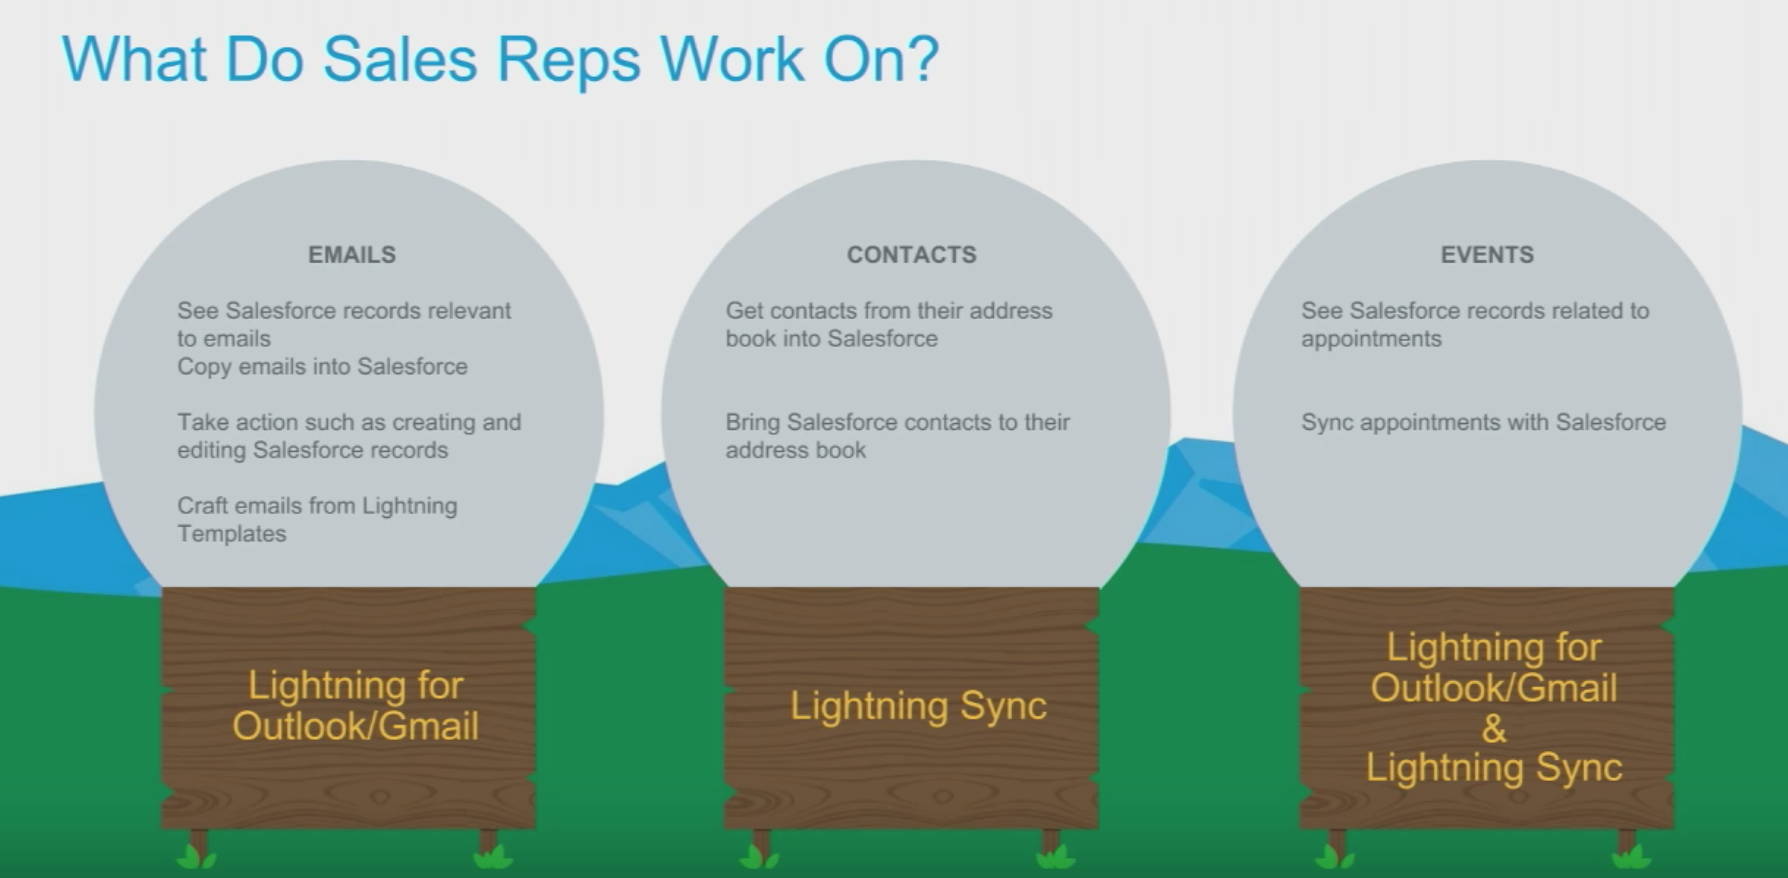 What Do Sales Reps Work On?
EMAILS
See Salesforce records relevant
to emails
Copy emails into Salesforce
Take action such as creating and
editing Salesforce records
Craft emails from Lightning
Templates
Lightning for
Outlook/Gmail
CONTACTS
Get contacts from their address
book into Salesforce
Bring Salesforce contacts to their
address book
Lightning Sync
EVENTS
See Salesforce records related to
appointments
Sync appointments with Salesforce
Lightning for
Outlook/Gmail
&
Lightning Sync